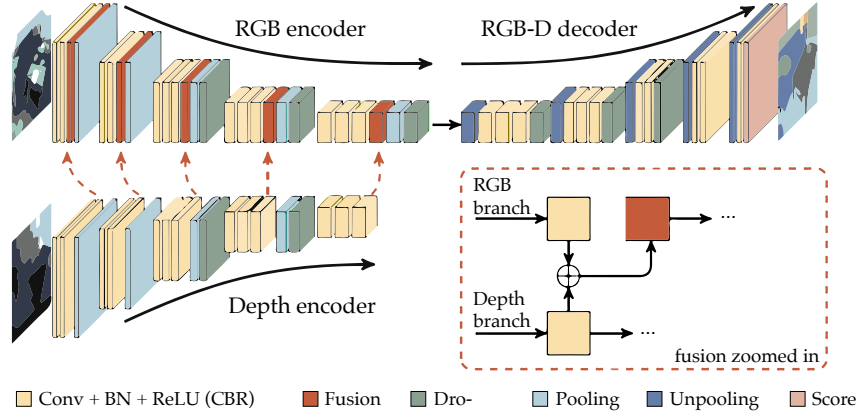 RGB encoder
RGB-D decoder
Depth encoder
RGB
branch
...
Depth
branch
...
fusion zoomed in
Conv + BN + ReLU (CBR)
Fusion
Dro-
Pooling
Unpooling
Score